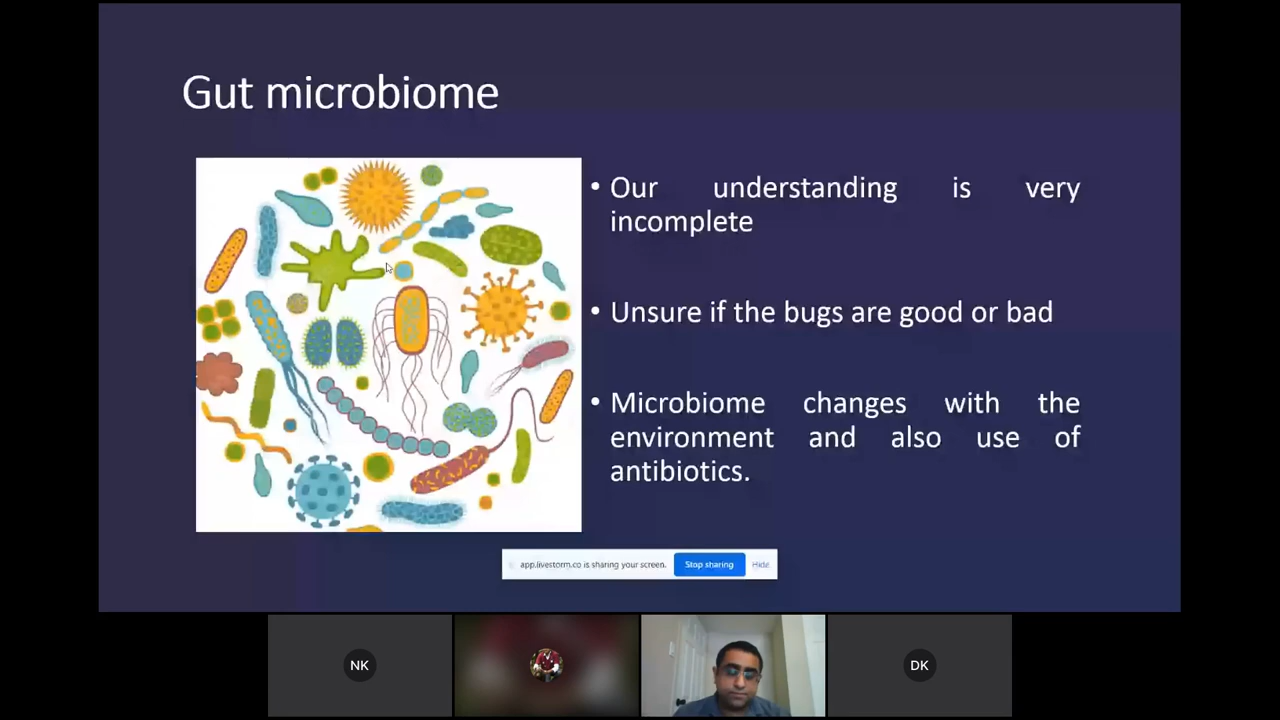 Gut microbiome
• Our understanding is very
incomplete
• Unsure if the bugs are good or bad
• Microbiome changes with the
environment and also use of
antibiotics.
app.livestorm.co is sharing your screen.
Stop sharing
Hide
NK
DK